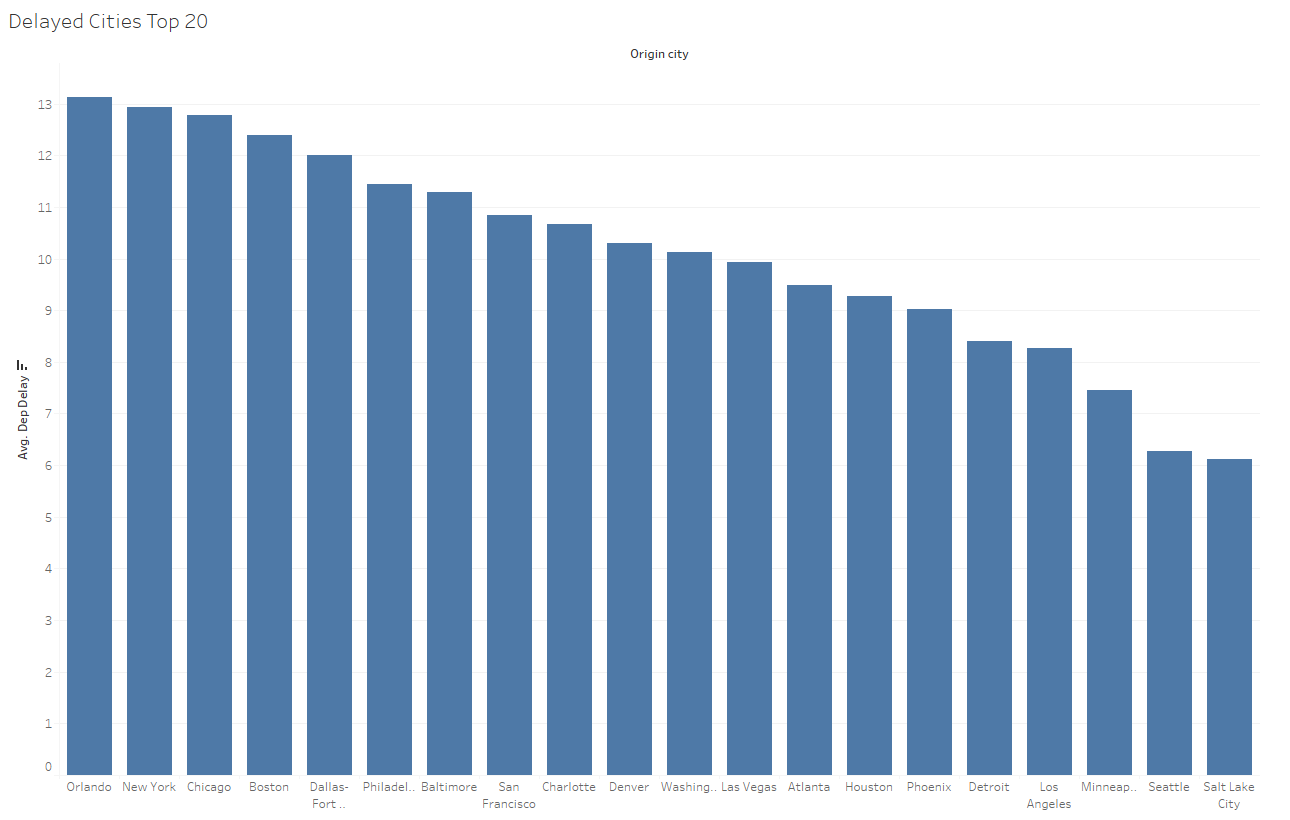 Delayed Cities Top 20
Origin city
Avg. Dep Delay
13
12
11
10
9
8
7
6
5
4
3
2
1
0
Orlando
New York
Chicago
Boston
Dallas-
Fort ..
Philadel..
Baltimore
San
Francisco
Charlotte
Denver
Washing..
Las Vegas
Atlanta
Houston
Phoenix
Detroit
Los
Angeles
Minneap..
Seattle
Salt Lake
City